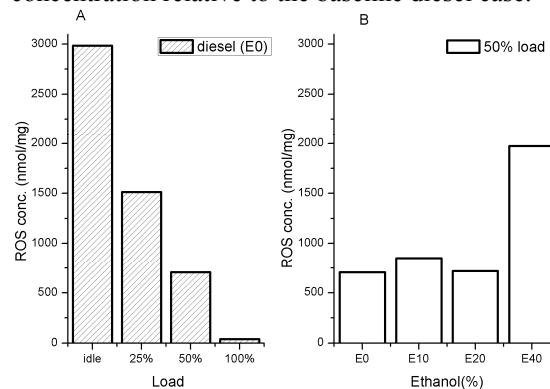 concentration relative to the baseline diesel case.
A
diesel (E0)
3000
2500
2000
1500
1000
500
0
ROS conc. (nmol/mg)
idle 25% 50% 100%
Load
B
50% load
3000
2500
2000
1500
1000
500
0
ROS conc. (nmol/mg)
E0 E10 E20 E40
Ethanol(%)